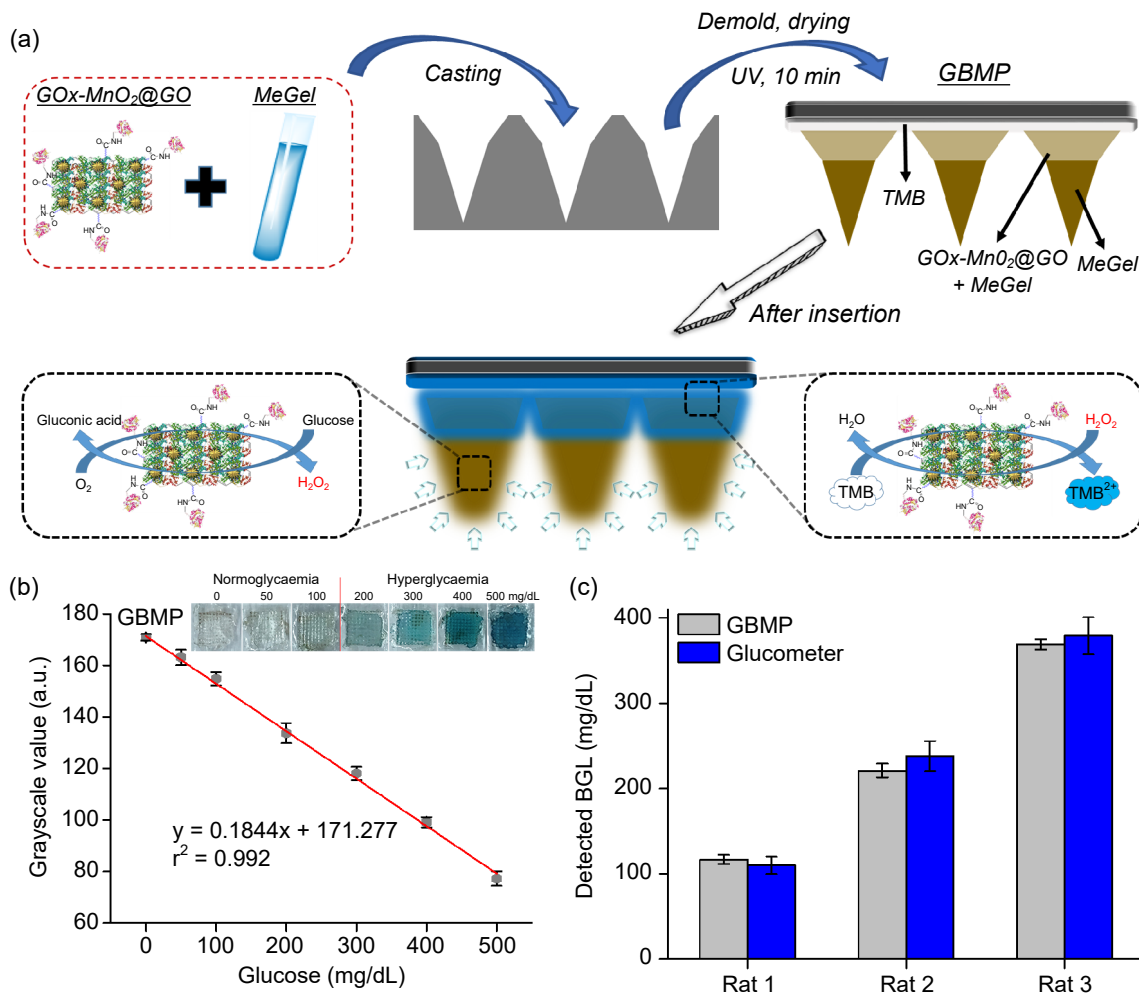 (a)
GOx-MnO₂@GO
MeGel
Casting
Demold, drying
UV, 10 min
GBMP
TMB
GOx-Mn0₂@GO
+ MeGel
MeGel
After insertion
Gluconic acid
Glucose
O₂
H₂O₂
H₂O
H₂O₂
TMB
TMB²⁺
(b)
Normoglycaemia
Hyperglycaemia
0
50
100
200
300
400
500 mg/dL
GBMP
y = 0.1844x + 171.277
r² = 0.992
Grayscale value (a.u.)
180
160
140
120
100
80
60
0
100
200
300
400
500
Glucose (mg/dL)
(c)
GBMP
Glucometer
Detected BGL (mg/dL)
400
300
200
100
0
Rat 1
Rat 2
Rat 3